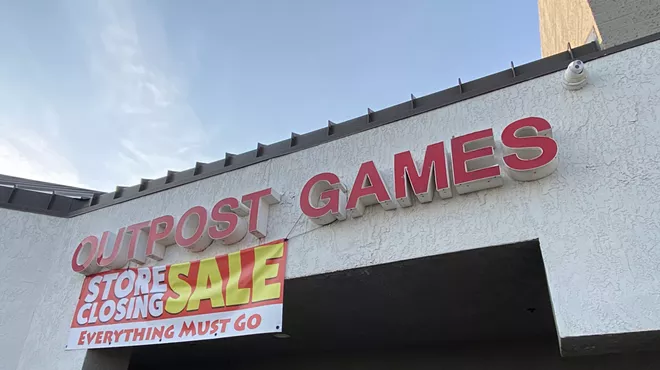 OUTPOST GAMES
STORE CLOSING SALE
EVERYTHING MUST GO